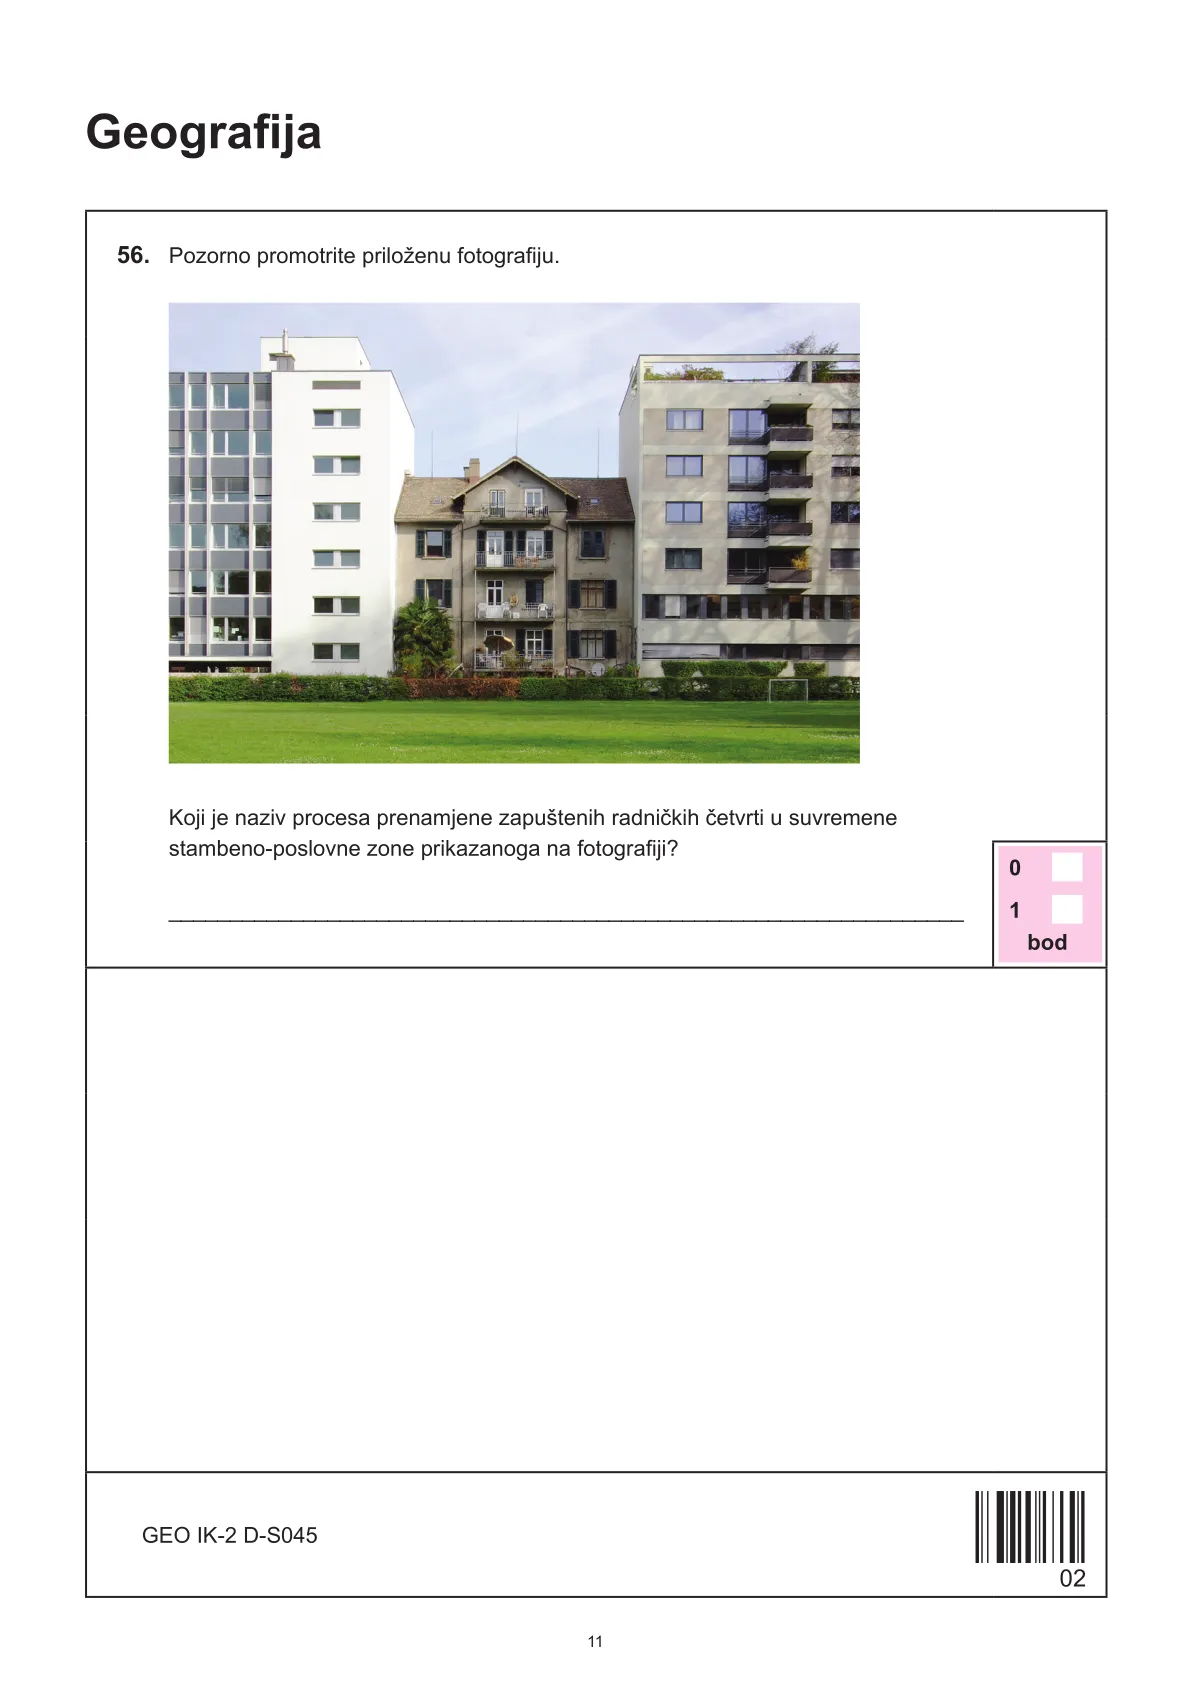 Geografija
56. Pozorno promotrite priloženu fotografiju.
Koji je naziv procesa prenamjene zapuštenih radničkih četvrti u suvremene
stambeno-poslovne zone prikazanoga na fotografiji?
0
1
bod
GEO IK-2 D-S045
02
11